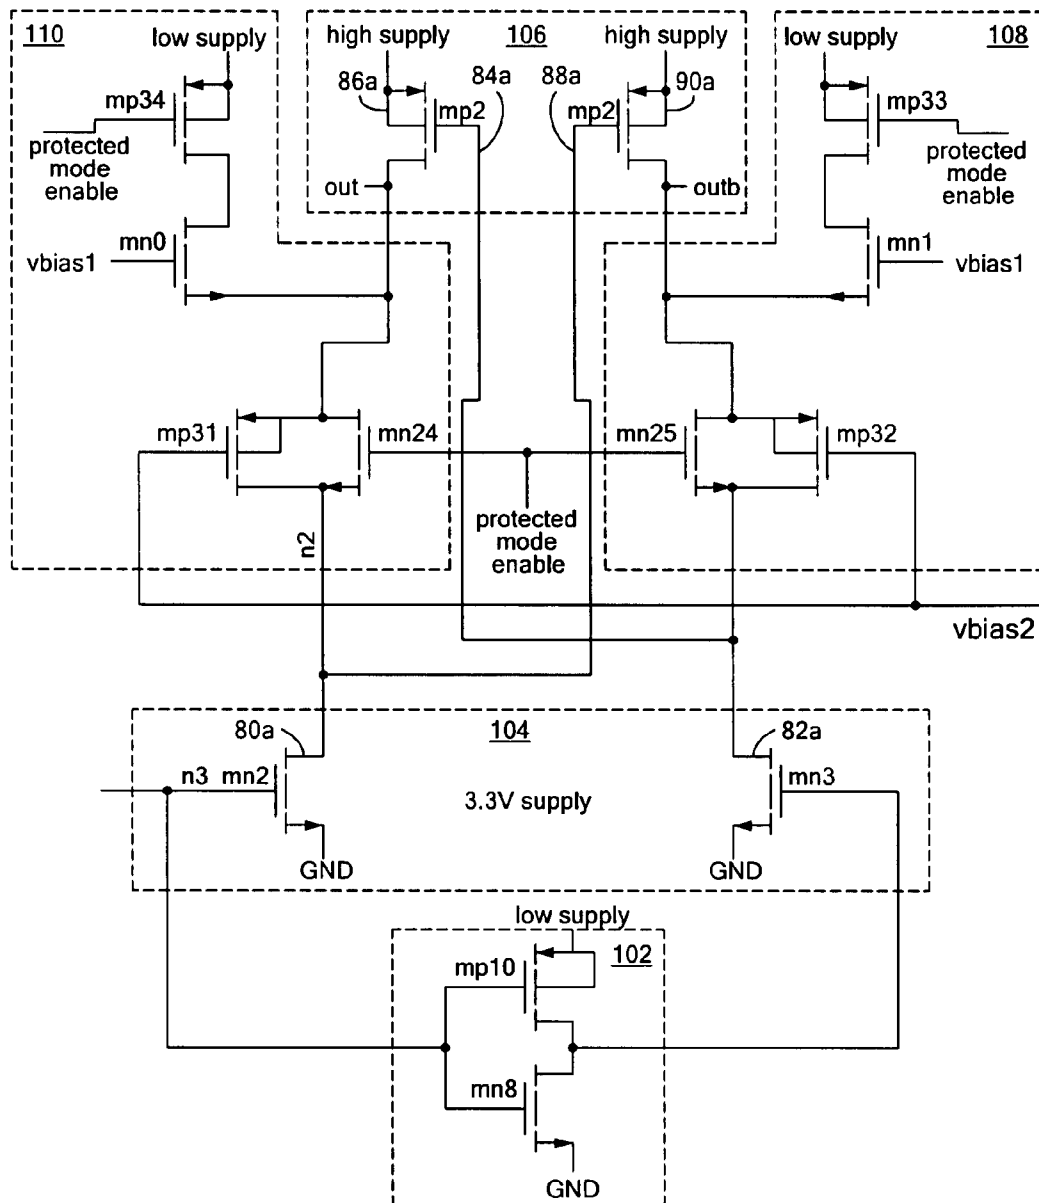 110
low supply
high supply
106
high supply
low supply
108
86a
84a
88a
90a
mp34
mp2
mp2
mp33
protected
mode
enable
protected
mode
enable
out
outb
mn0
mn1
vbias1
vbias1
mp31
mn24
mn25
mp32
protected
mode
enable
n2
vbias2
80a
104
82a
n3 mn2
mn3
3.3V supply
GND
GND
low supply
102
mp10
mn8
GND